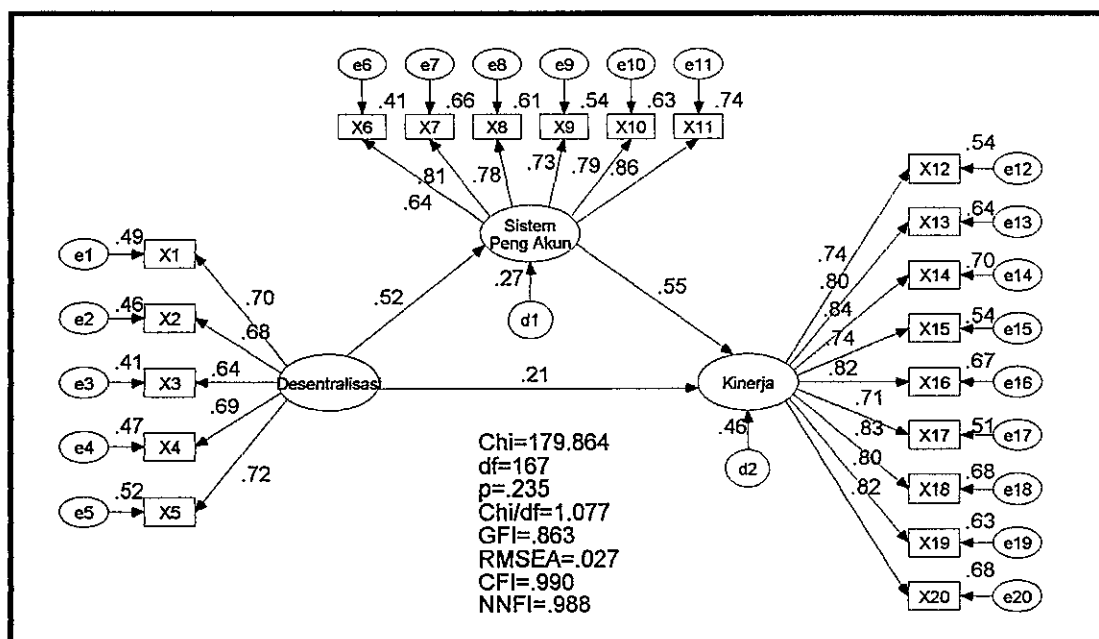 e6 e7 e8 e9 e10 e11
.41 .66 .61 .54 .63 .74
X6 X7 X8 X9 X10 X11
.64 .81 .78 .73 .79 .86
Sistem
Peng Akun
.27
d1
.49
e1 X1
.46
e2 X2
.41
e3 X3
.47
e4 X4
.52
e5 X5
.70
.68
.64
.69
.72
Desentralisasi
.52
.55
.21
Kinerja
.46
d2
.74
.80
.84
.74
.82
.71
.83
.80
.82
.54
X12 e12
.64
X13 e13
.70
X14 e14
.54
X15 e15
.67
X16 e16
.51
X17 e17
.68
X18 e18
.63
X19 e19
.68
X20 e20
Chi=179.864
df=167
p=.235
Chi/df=1.077
GFI=.863
RMSEA=.027
CFI=.990
NNFI=.988